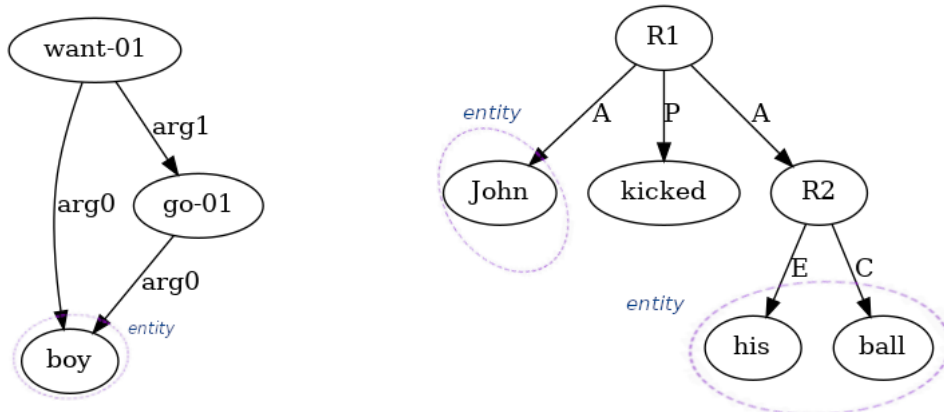 want-01
arg1
arg0
go-01
arg0
boy
entity
R1
A
P
A
entity
John
kicked
R2
E
C
entity
his
ball